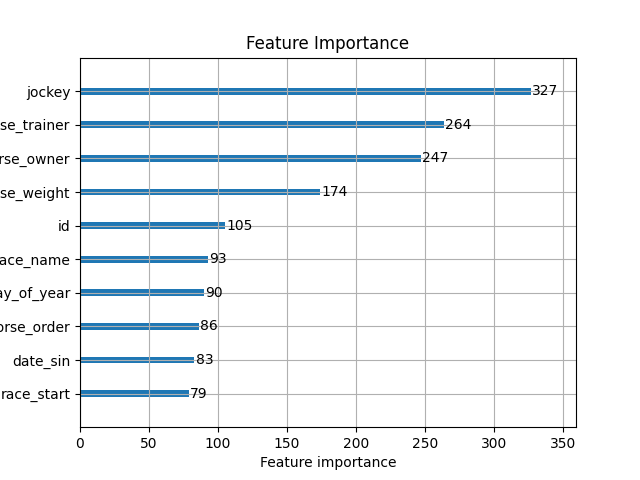 Feature Importance
jockey 327
se_trainer 264
rse_owner 247
se_weight 174
id 105
ace_name 93
ay_of_year 90
orse_order 86
date_sin 83
race_start 79
0 50 100 150 200 250 300 350
Feature importance